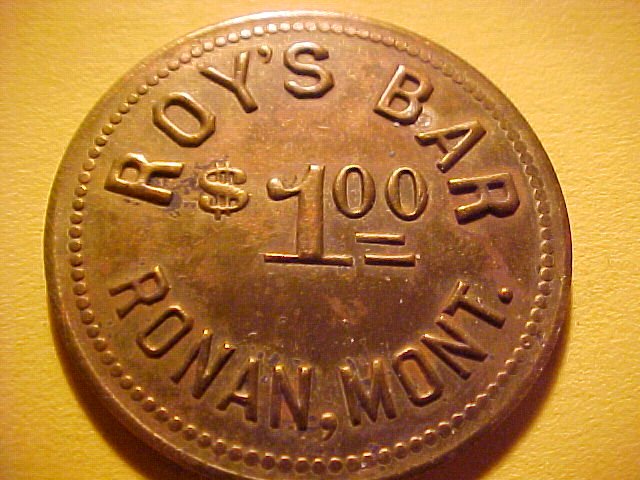 ROY'S BAR
$1.00
RONAN, MONT.